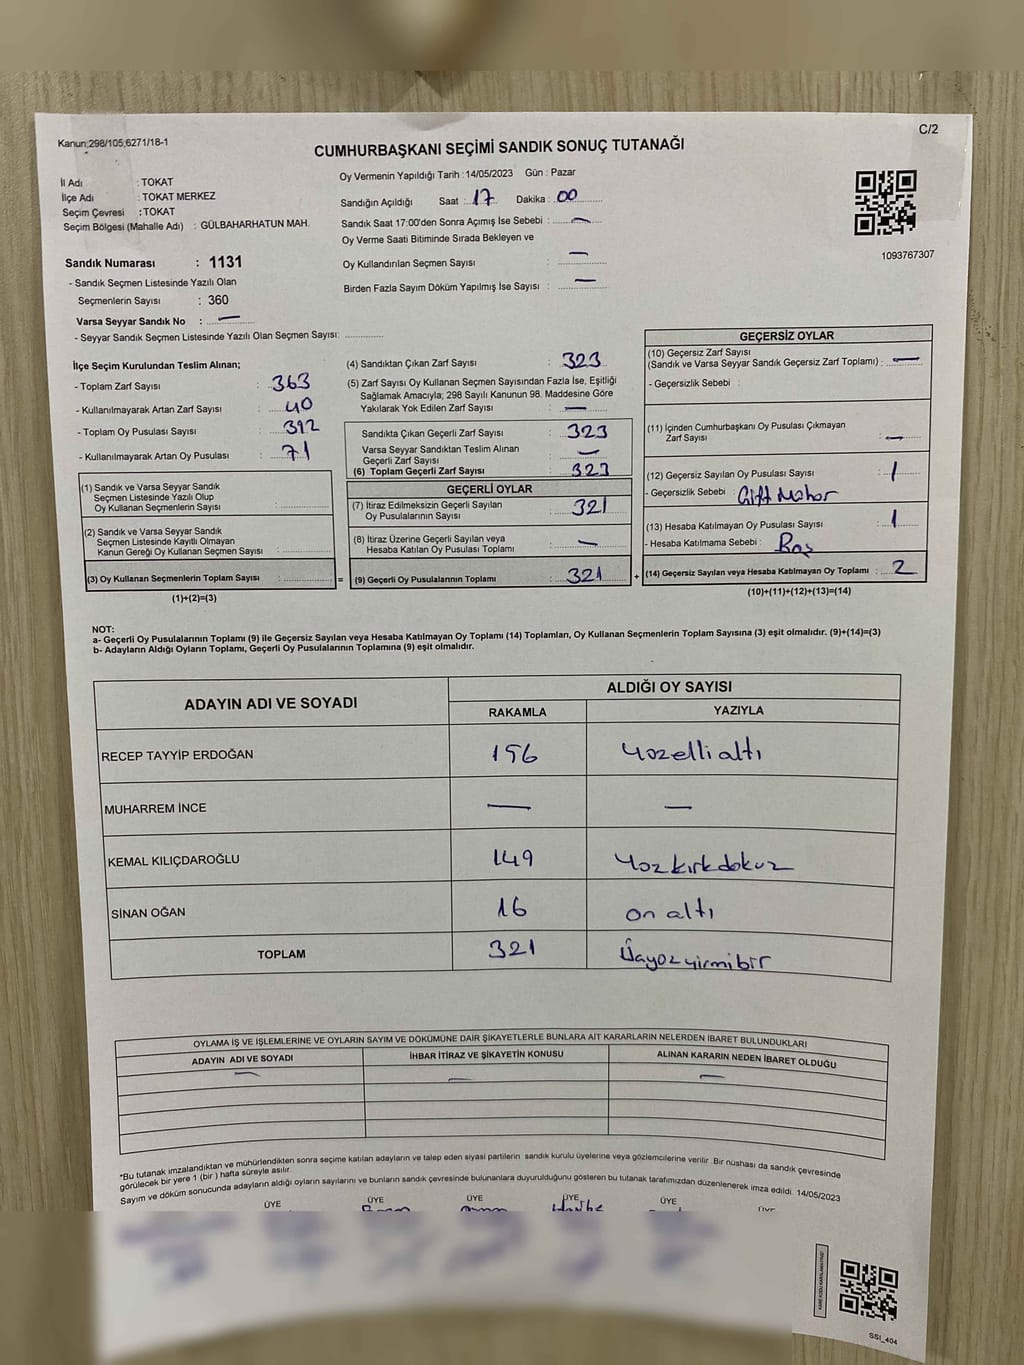 Kanun;298/105;6271/18-1
C/2
CUMHURBAŞKANI SEÇİMİ SANDIK SONUÇ TUTANAĞI
İl Adı : TOKAT
İlçe Adı : TOKAT MERKEZ
Seçim Çevresi : TOKAT
Seçim Bölgesi (Mahalle Adı) : GÜLBAHARHATUN MAH.
Sandık Numarası : 1131
- Sandık Seçmen Listesinde Yazılı Olan
Seçmenlerin Sayısı : 360
Varsa Seyyar Sandık No : —
- Seyyar Sandık Seçmen Listesinde Yazılı Olan Seçmen Sayısı: ..............
Oy Vermenin Yapıldığı Tarih : 14/05/2023 Gün : Pazar
Sandığın Açıldığı Saat : 17 Dakika : 00
Sandık Saat 17:00'den Sonra Açımış İse Sebebi : —
Oy Verme Saati Bitiminde Sırada Bekleyen ve
Oy Kullandırılan Seçmen Sayısı : —
Birden Fazla Sayım Döküm Yapılmış İse Sayısı : —
1093767307
İlçe Seçim Kurulundan Teslim Alınan;
- Toplam Zarf Sayısı : 363
- Kullanılmayarak Artan Zarf Sayısı : 40
- Toplam Oy Pusulası Sayısı : 392
- Kullanılmayarak Artan Oy Pusulası : 71
(1) Sandık ve Varsa Seyyar Sandık
Seçmen Listesinde Yazılı Olup
Oy Kullanan Seçmenlerin Sayısı :
(2) Sandık ve Varsa Seyyar Sandık
Seçmen Listesinde Kayıtlı Olmayan
Kanun Gereği Oy Kullanan Seçmen Sayısı :
(3) Oy Kullanan Seçmenlerin Toplam Sayısı :
(1)+(2)=(3)
(4) Sandıktan Çıkan Zarf Sayısı : 323
(5) Zarf Sayısı Oy Kullanan Seçmen Sayısından Fazla İse, Eşitliği
Sağlamak Amacıyla; 298 Sayılı Kanunun 98. Maddesine Göre
Yakılarak Yok Edilen Zarf Sayısı : —
Sandıkta Çıkan Geçerli Zarf Sayısı : 323
Varsa Seyyar Sandıktan Teslim Alınan
Geçerli Zarf Sayısı : —
(6) Toplam Geçerli Zarf Sayısı : 323
GEÇERLİ OYLAR
(7) İtiraz Edilmeksizin Geçerli Sayılan
Oy Pusulalarının Sayısı : 321
(8) İtiraz Üzerine Geçerli Sayılan veya
Hesaba Katılan Oy Pusulası Toplamı : —
= (9) Geçerli Oy Pusulalarının Toplamı : 321 +
GEÇERSİZ OYLAR
(10) Geçersiz Zarf Sayısı
(Sandık ve Varsa Seyyar Sandık Geçersiz Zarf Toplamı) : —
- Geçersizlik Sebebi :
(11) İçinden Cumhurbaşkanı Oy Pusulası Çıkmayan
Zarf Sayısı : —
(12) Geçersiz Sayılan Oy Pusulası Sayısı : 1
- Geçersizlik Sebebi : Çift Mühür
(13) Hesaba Katılmayan Oy Pusulası Sayısı : 1
- Hesaba Katılmama Sebebi : Boş
(14) Geçersiz Sayılan veya Hesaba Katılmayan Oy Toplamı : 2
(10)+(11)+(12)+(13)=(14)
NOT:
a- Geçerli Oy Pusulalarının Toplamı (9) ile Geçersiz Sayılan veya Hesaba Katılmayan Oy Toplamı (14) Toplamları, Oy Kullanan Seçmenlerin Toplam Sayısına (3) eşit olmalıdır. (9)+(14)=(3)
b- Adayların Aldığı Oyların Toplamı, Geçerli Oy Pusulalarının Toplamına (9) eşit olmalıdır.
ADAYIN ADI VE SOYADI
ALDIĞI OY SAYISI
RAKAMLA YAZIYLA
RECEP TAYYİP ERDOĞAN 156 Yüzellialtı
MUHARREM İNCE — —
KEMAL KILIÇDAROĞLU 149 Yüzkırkdokuz
SİNAN OĞAN 16 on altı
TOPLAM 321 Üçyüzyirmibir
OYLAMA İŞ VE İŞLEMLERİNE VE OYLARIN SAYIM VE DÖKÜMÜNE DAİR ŞİKAYETLERLE BUNLARA AİT KARARLARIN NELERDEN İBARET BULUNDUKLARI
ADAYIN ADI VE SOYADI İHBAR İTİRAZ VE ŞİKAYETİN KONUSU ALINAN KARARIN NEDEN İBARET OLDUĞU
— — —
*Bu tutanak imzalandıktan ve mühürlendikten sonra seçime katılan adayların ve talep eden siyasi partilerin sandık kurulu üyelerine veya gözlemcilerine verilir. Bir nüshası da sandık çevresinde
görülecek bir yere 1 (bir) hafta süreyle asılır.
Sayım ve döküm sonucunda adayların aldığı oyların sayılarını ve bunların sandık çevresinde bulunanlara duyurulduğunu gösteren bu tutanak tarafımızdan düzenlenerek imza edildi. 14/05/2023
ÜYE ÜYE ÜYE ÜYE ÜYE
SSI_404